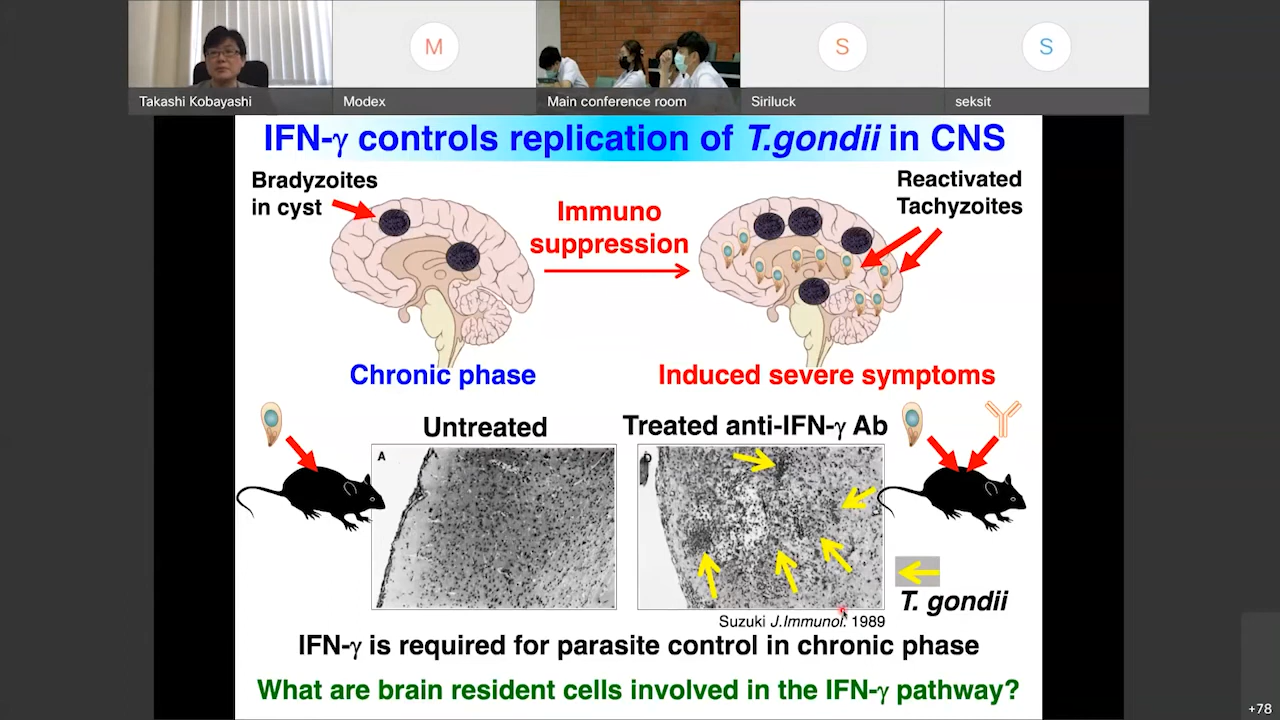 M
S
S
Takashi Kobayashi
Modex
Main conference room
Siriluck
seksit
IFN-γ controls replication of T.gondii in CNS
Bradyzoites
in cyst
Immuno
suppression
Reactivated
Tachyzoites
Chronic phase
Induced severe symptoms
Untreated
Treated anti-IFN-γ Ab
A
T. gondii
Suzuki J.Immunol. 1989
IFN-γ is required for parasite control in chronic phase
What are brain resident cells involved in the IFN-γ pathway?
+78